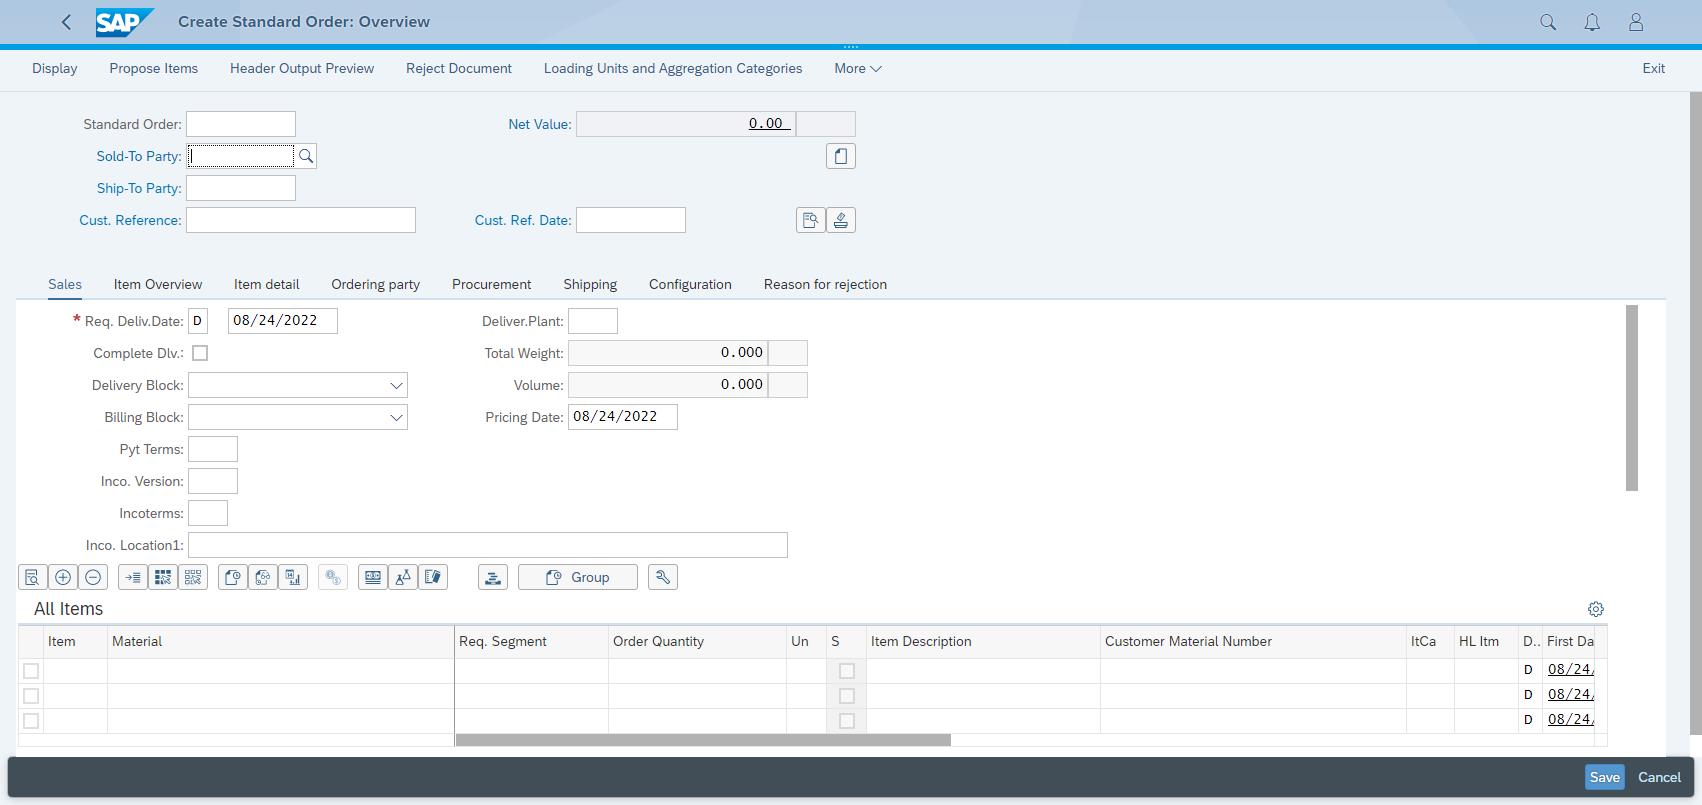 SAP Create Standard Order: Overview
Display Propose Items Header Output Preview Reject Document Loading Units and Aggregation Categories More Exit
Standard Order: Net Value: 0.00
Sold-To Party:
Ship-To Party:
Cust. Reference: Cust. Ref. Date:
Sales Item Overview Item detail Ordering party Procurement Shipping Configuration Reason for rejection
* Req. Deliv.Date: D 08/24/2022 Deliver.Plant:
Complete Dlv.: Total Weight: 0.000
Delivery Block: Volume: 0.000
Billing Block: Pricing Date: 08/24/2022
Pyt Terms:
Inco. Version:
Incoterms:
Inco. Location1:
Group
All Items
Item Material Req. Segment Order Quantity Un S Item Description Customer Material Number ItCa HL Itm D.. First Da
D 08/24/
D 08/24/
D 08/24/
Save Cancel